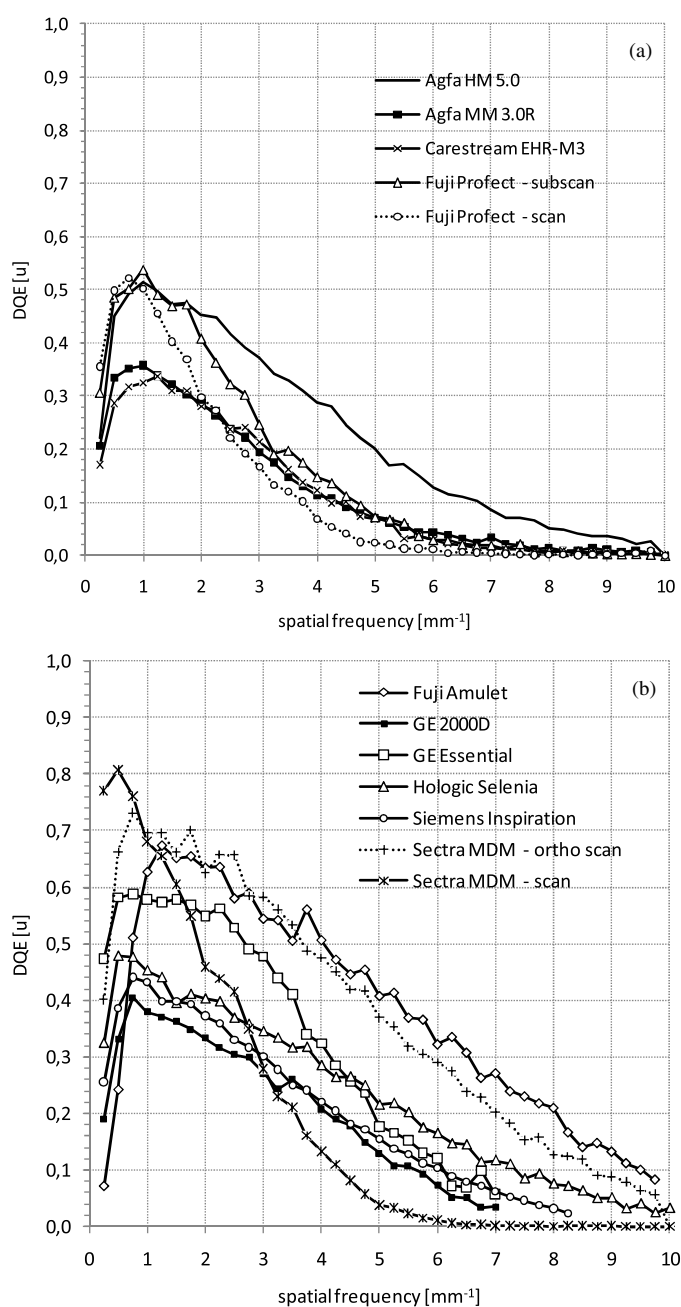 (a)
1,0
0,9
0,8
0,7
0,6
0,5
0,4
0,3
0,2
0,1
0,0
DQE [u]
Agfa HM 5.0
Agfa MM 3.0R
Carestream EHR-M3
Fuji Profect - subscan
Fuji Profect - scan
0 1 2 3 4 5 6 7 8 9 10
spatial frequency [mm-1]
(b)
1,0
0,9
0,8
0,7
0,6
0,5
0,4
0,3
0,2
0,1
0,0
DQE [u]
Fuji Amulet
GE 2000D
GE Essential
Hologic Selenia
Siemens Inspiration
Sectra MDM - ortho scan
Sectra MDM - scan
0 1 2 3 4 5 6 7 8 9 10
spatial frequency [mm-1]